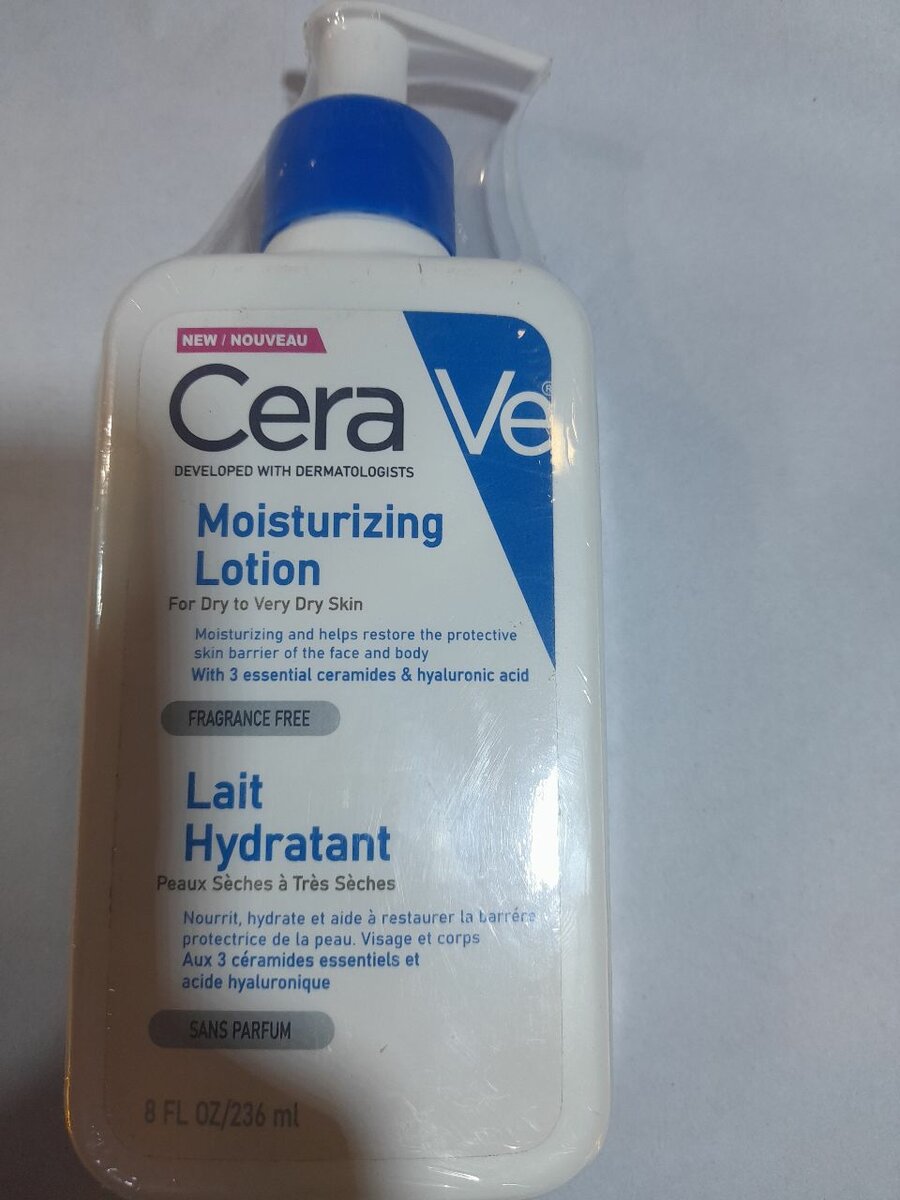 NEW / NOUVEAU
CeraVe®
DEVELOPED WITH DERMATOLOGISTS
Moisturizing
Lotion
For Dry to Very Dry Skin
Moisturizing and helps restore the protective
skin barrier of the face and body
With 3 essential ceramides & hyaluronic acid
FRAGRANCE FREE
Lait
Hydratant
Peaux Sèches à Très Sèches
Nourrit, hydrate et aide à restaurer la barrére
protectrice de la peau. Visage et corps
Aux 3 céramides essentiels et
acide hyaluronique
SANS PARFUM
8 FL OZ/236 ml